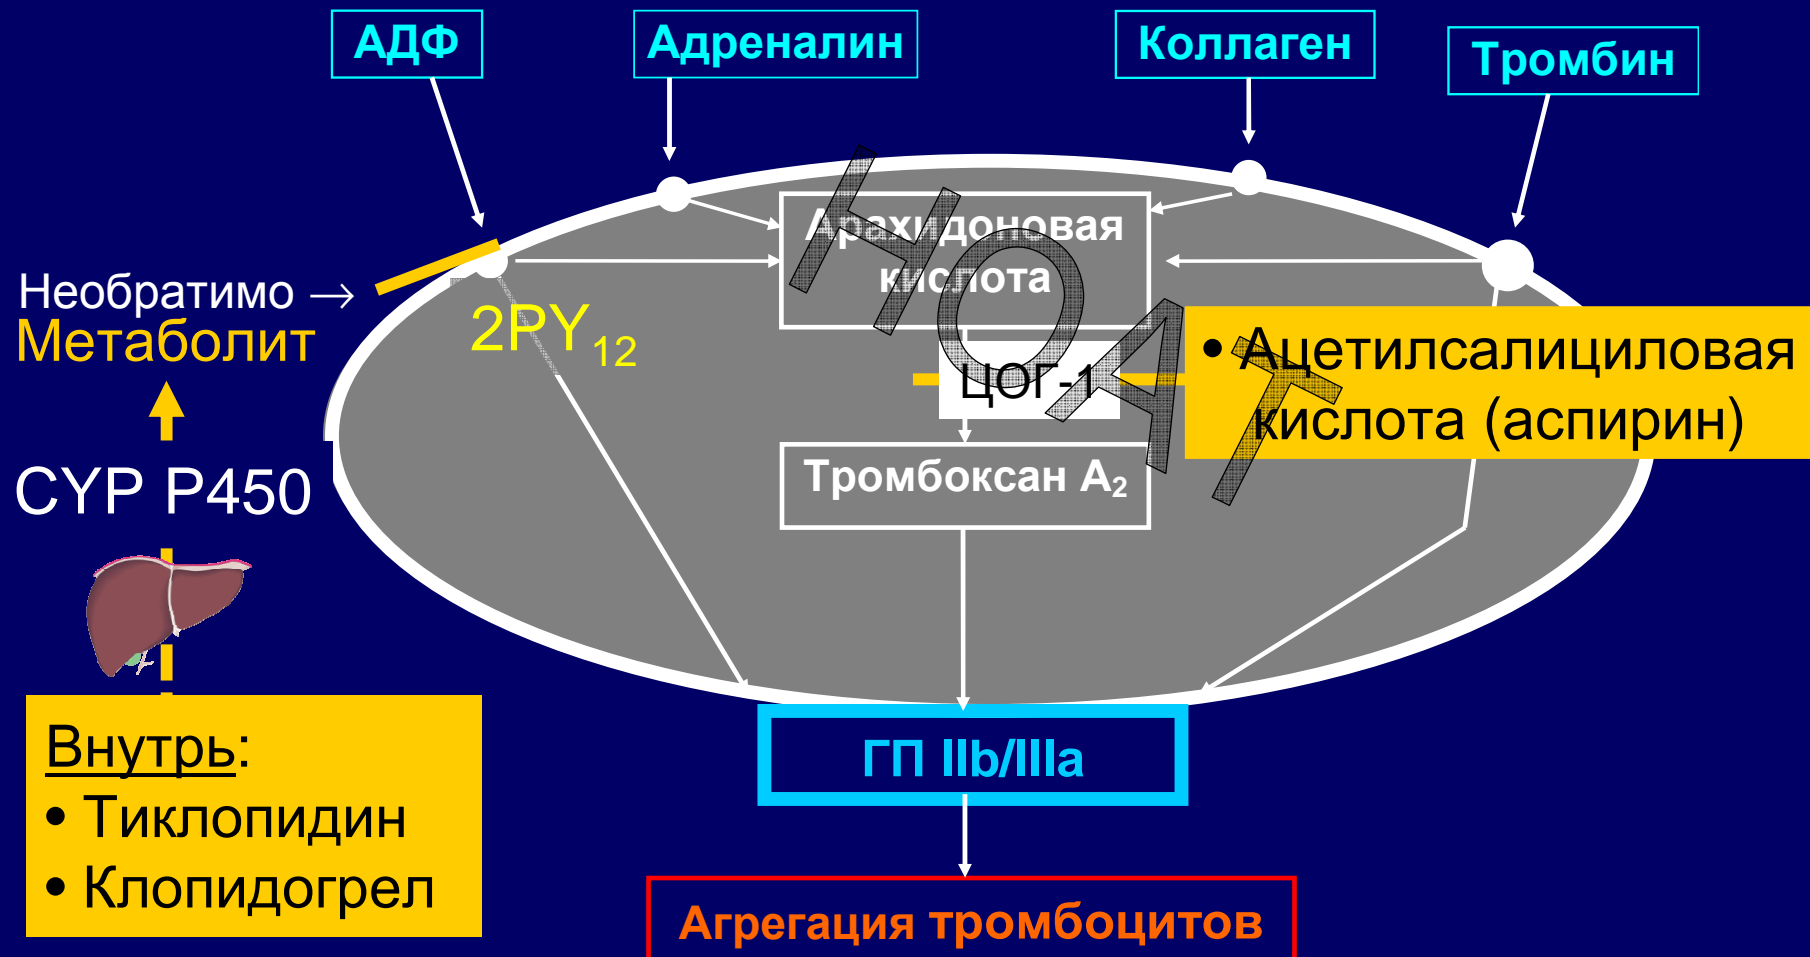 АДФ
Адреналин
Коллаген
Тромбин
Арахидоновая
кислота
Необратимо →
Метаболит
2PY₁₂
ЦОГ-1
• Ацетилсалициловая
кислота (аспирин)
CYP P450
Тромбоксан А₂
НОАТ
Внутрь:
• Тиклопидин
• Клопидогрел
ГП IIb/IIIa
Агрегация тромбоцитов